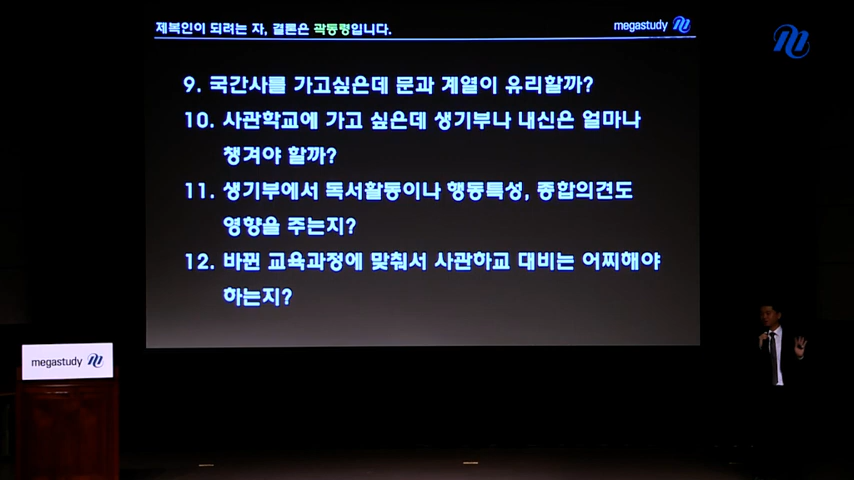 제복인이 되려는 자, 결론은 곽동령입니다.
megastudy
9. 국간사를 가고싶은데 문과 계열이 유리할까?
10. 사관학교에 가고 싶은데 생기부나 내신은 얼마나
챙겨야 할까?
11. 생기부에서 독서활동이나 행동특성, 종합의견도
영향을 주는지?
12. 바뀐 교육과정에 맞춰서 사관하교 대비는 어찌해야
하는지?
megastudy